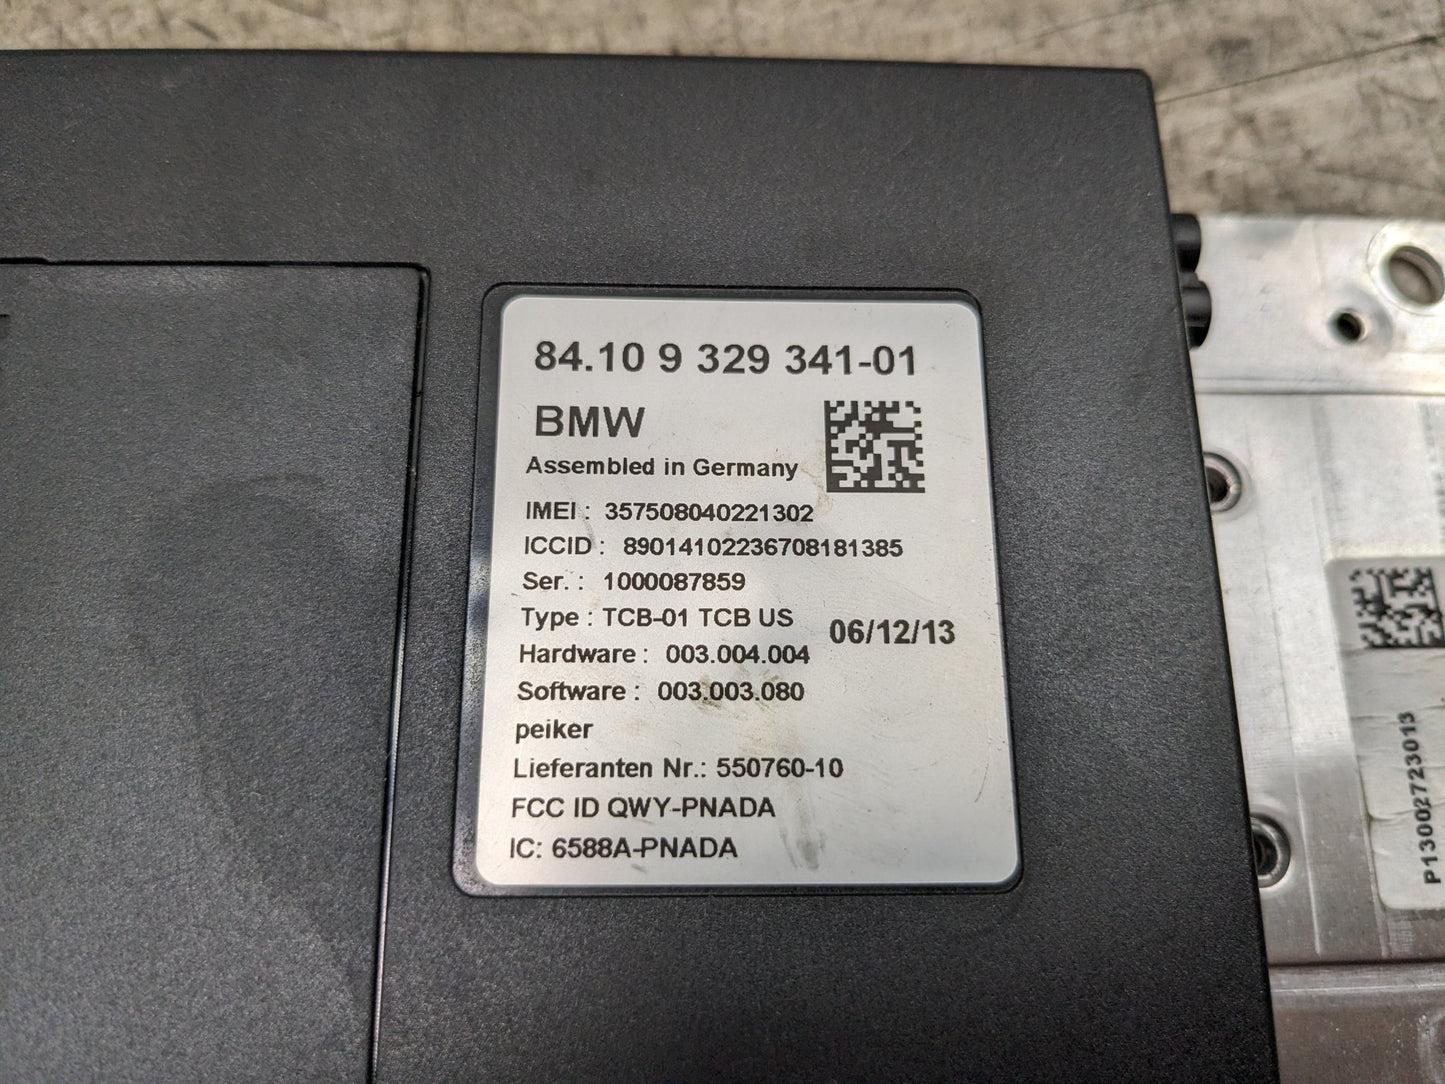 84.10 9 329 341-01
BMW
Assembled in Germany
IMEI : 357508040221302
ICCID : 89014102236708181385
Ser. : 1000087859
Type : TCB-01 TCB US
06/12/13
Hardware : 003.004.004
Software : 003.003.080
peiker
Lieferanten Nr.: 550760-10
FCC ID QWY-PNADA
IC: 6588A-PNADA
P13002723013